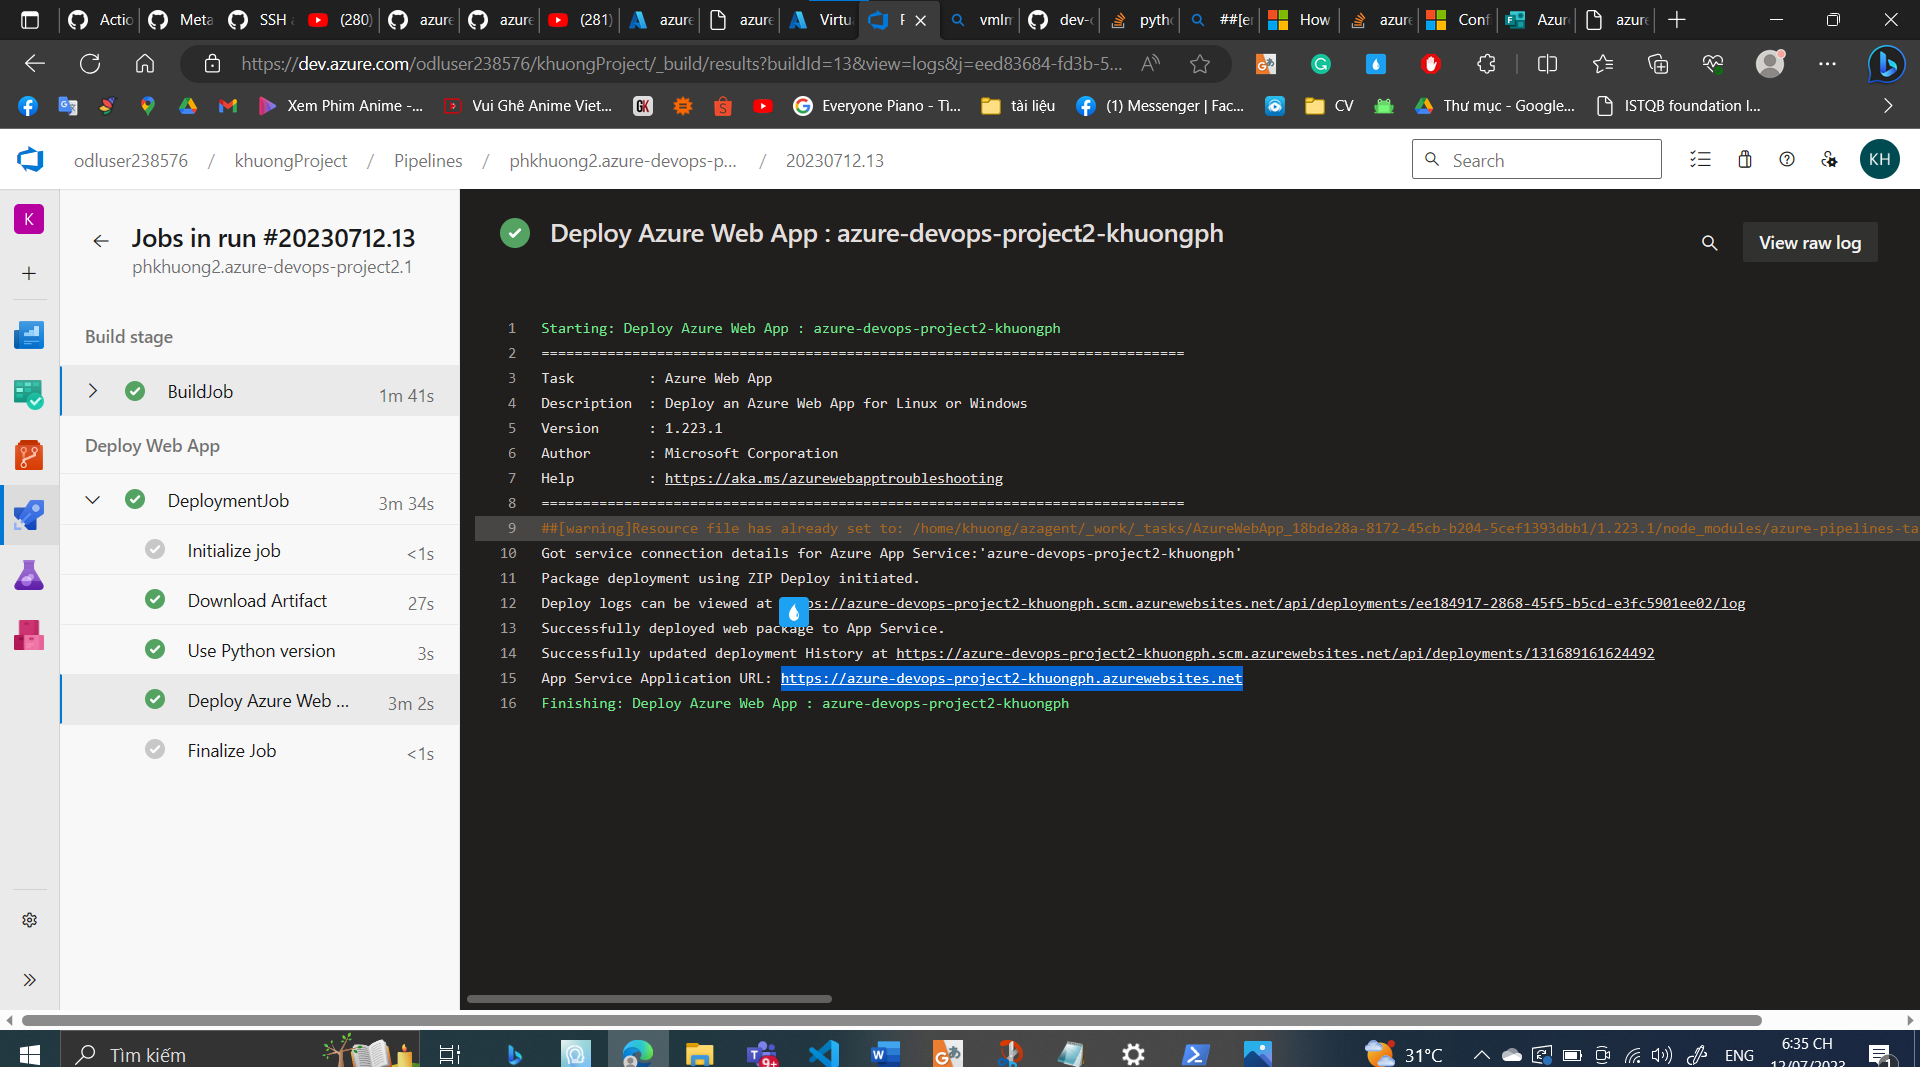 Actio
Meta
SSH
(280)
azure
azure
(281)
azure
azure
Virtu
vmIn
dev-
pytho
##[er
How
azure
Conf
Azur
azure
https://dev.azure.com/odluser238576/khuongProject/_build/results?buildId=13&view=logs&j=eed83684-fd3b-5...
Xem Phim Anime -...
Vui Ghê Anime Viet...
Everyone Piano - Tì...
tài liệu
(1) Messenger | Fac...
CV
Thư mục - Google...
ISTQB foundation l...
odluser238576 / khuongProject / Pipelines / phkhuong2.azure-devops-p... / 20230712.13
Search
KH
K
Jobs in run #20230712.13
phkhuong2.azure-devops-project2.1
Build stage
BuildJob 1m 41s
Deploy Web App
DeploymentJob 3m 34s
Initialize job <1s
Download Artifact 27s
Use Python version 3s
Deploy Azure Web ... 3m 2s
Finalize Job <1s
Deploy Azure Web App : azure-devops-project2-khuongph
View raw log
1 Starting: Deploy Azure Web App : azure-devops-project2-khuongph
2 ==============================================================================
3 Task : Azure Web App
4 Description : Deploy an Azure Web App for Linux or Windows
5 Version : 1.223.1
6 Author : Microsoft Corporation
7 Help : https://aka.ms/azurewebapptroubleshooting
8 ==============================================================================
9 ##[warning]Resource file has already set to: /home/khuong/azagent/_work/_tasks/AzureWebApp_18bde28a-8172-45cb-b204-5cef1393dbb1/1.223.1/node_modules/azure-pipelines-ta
10 Got service connection details for Azure App Service:'azure-devops-project2-khuongph'
11 Package deployment using ZIP Deploy initiated.
12 Deploy logs can be viewed at ps://azure-devops-project2-khuongph.scm.azurewebsites.net/api/deployments/ee184917-2868-45f5-b5cd-e3fc5901ee02/log
13 Successfully deployed web package to App Service.
14 Successfully updated deployment History at https://azure-devops-project2-khuongph.scm.azurewebsites.net/api/deployments/131689161624492
15 App Service Application URL: https://azure-devops-project2-khuongph.azurewebsites.net
16 Finishing: Deploy Azure Web App : azure-devops-project2-khuongph
Tìm kiếm
31°C
ENG
6:35 CH
12/07/2023